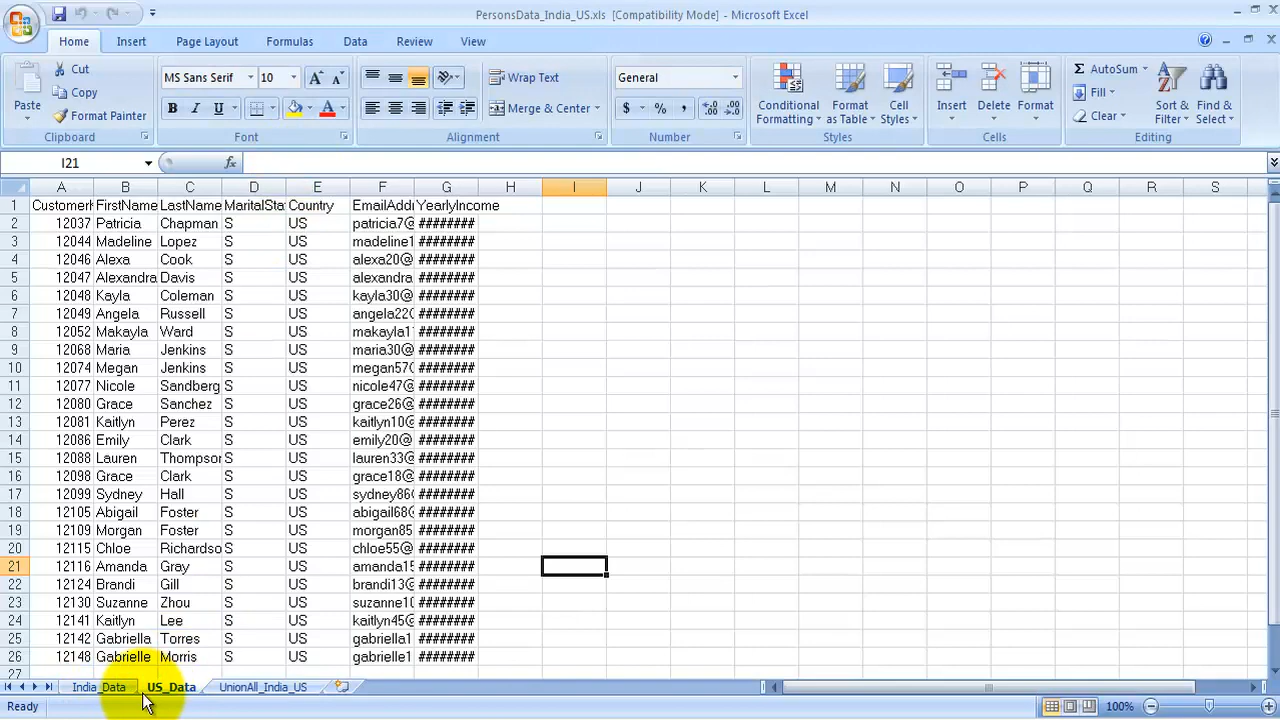 PersonsData_India_US.xls [Compatibility Mode] - Microsoft Excel
Home Insert Page Layout Formulas Data Review View
Paste
Cut
Copy
Format Painter
Clipboard
MS Sans Serif 10
B I U
Font
Wrap Text
Merge & Center
Alignment
General
$ % ,
Number
Conditional Formatting
Format as Table
Cell Styles
Styles
Insert Delete Format
Cells
Σ AutoSum
Fill
Clear
Sort & Filter
Find & Select
Editing
I21 fx
A B C D E F G H I J K L M N O P Q R S
1 Customer FirstName LastName MaritalSta Country EmailAddr YearlyIncome
2 12037 Patricia Chapman S US patricia7@ ########
3 12044 Madeline Lopez S US madeline1 ########
4 12046 Alexa Cook S US alexa20@ ########
5 12047 Alexandra Davis S US alexandra ########
6 12048 Kayla Coleman S US kayla30@ ########
7 12049 Angela Russell S US angela22@ ########
8 12052 Makayla Ward S US makayla1 ########
9 12068 Maria Jenkins S US maria30@ ########
10 12074 Megan Jenkins S US megan57@ ########
11 12077 Nicole Sandberg S US nicole47@ ########
12 12080 Grace Sanchez S US grace26@ ########
13 12081 Kaitlyn Perez S US kaitlyn10@ ########
14 12086 Emily Clark S US emily20@ ########
15 12088 Lauren Thompso S US lauren33@ ########
16 12098 Grace Clark S US grace18@ ########
17 12099 Sydney Hall S US sydney86@ ########
18 12105 Abigail Foster S US abigail68@ ########
19 12109 Morgan Foster S US morgan85 ########
20 12115 Chloe Richardso S US chloe55@ ########
21 12116 Amanda Gray S US amanda15 ########
22 12124 Brandi Gill S US brandi13@ ########
23 12130 Suzanne Zhou S US suzanne10 ########
24 12141 Kaitlyn Lee S US kaitlyn45@ ########
25 12142 Gabriella Torres S US gabriella1 ########
26 12148 Gabrielle Morris S US gabrielle1 ########
27
India_Data US_Data UnionAll_India_US
Ready 100%